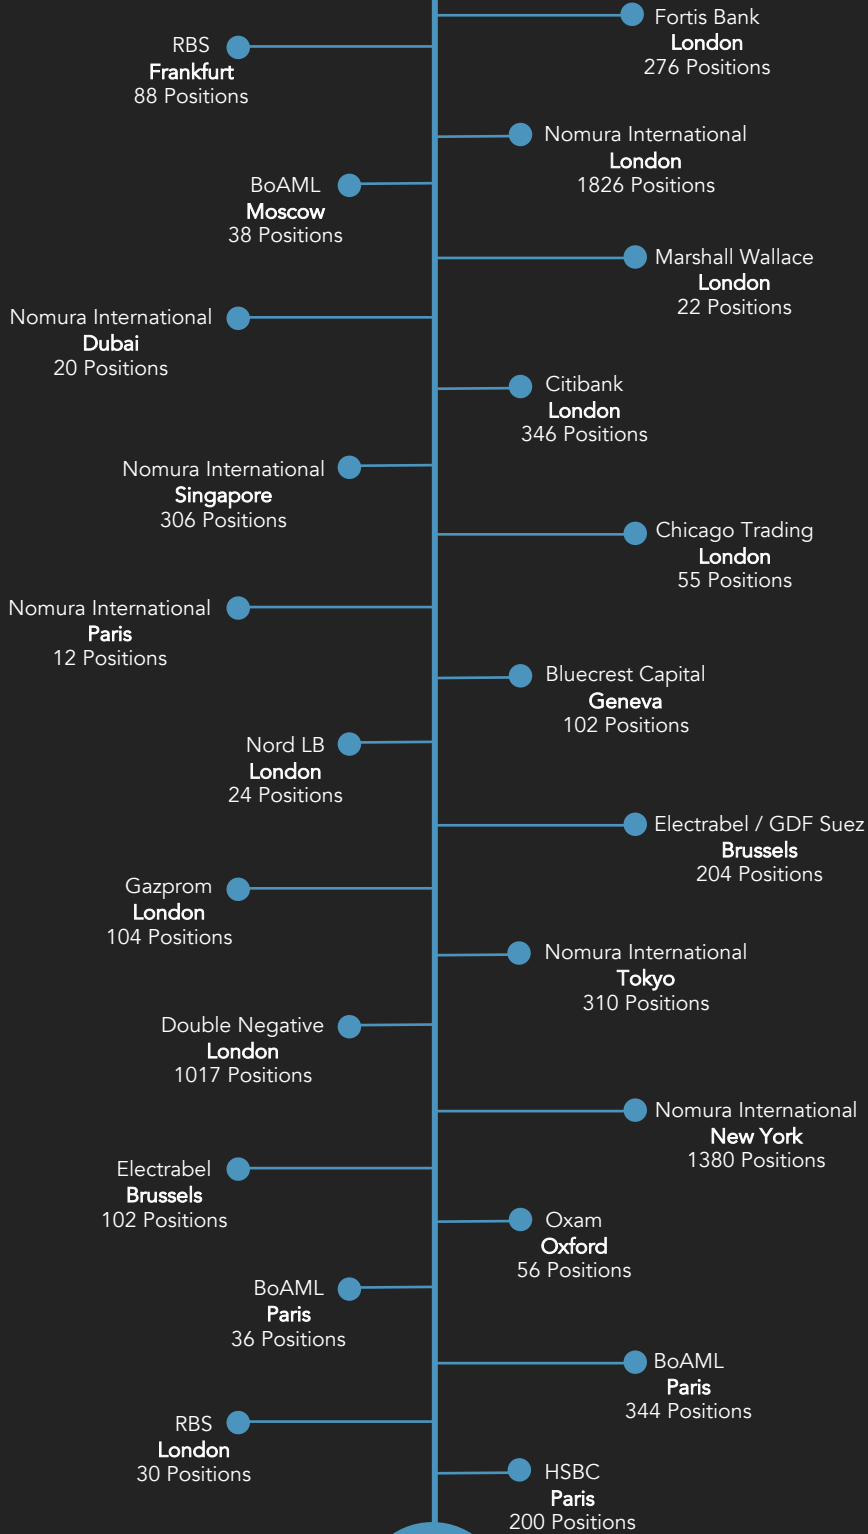 Fortis Bank
London
276 Positions
RBS
Frankfurt
88 Positions
Nomura International
London
1826 Positions
BoAML
Moscow
38 Positions
Marshall Wallace
London
22 Positions
Nomura International
Dubai
20 Positions
Citibank
London
346 Positions
Nomura International
Singapore
306 Positions
Chicago Trading
London
55 Positions
Nomura International
Paris
12 Positions
Bluecrest Capital
Geneva
102 Positions
Nord LB
London
24 Positions
Electrabel / GDF Suez
Brussels
204 Positions
Gazprom
London
104 Positions
Nomura International
Tokyo
310 Positions
Double Negative
London
1017 Positions
Nomura International
New York
1380 Positions
Electrabel
Brussels
102 Positions
Oxam
Oxford
56 Positions
BoAML
Paris
36 Positions
BoAML
Paris
344 Positions
RBS
London
30 Positions
HSBC
Paris
200 Positions